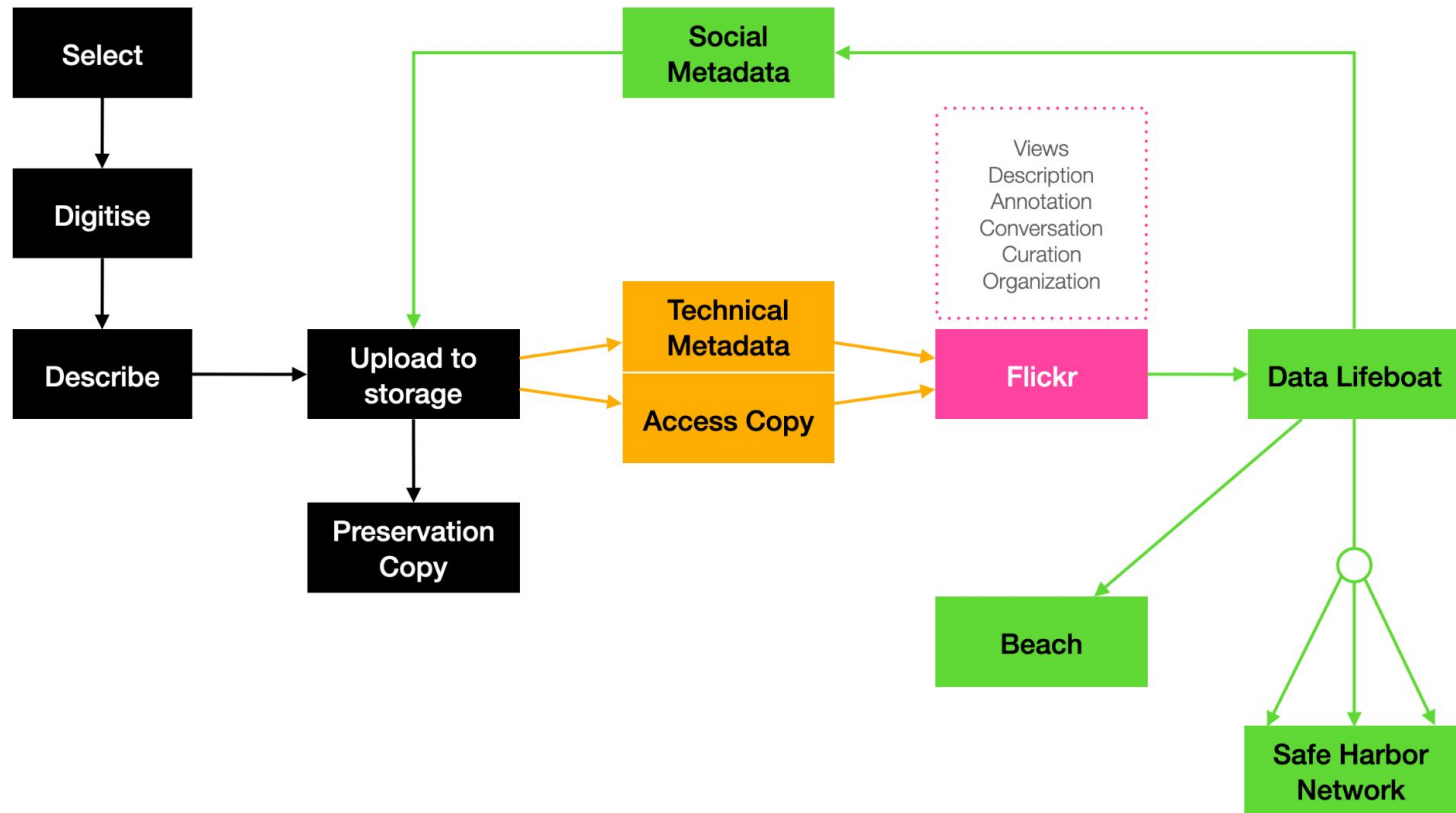 Select
Digitise
Describe
Upload to
storage
Preservation
Copy
Social
Metadata
Technical
Metadata
Access Copy
Views
Description
Annotation
Conversation
Curation
Organization
Flickr
Data Lifeboat
Beach
Safe Harbor
Network